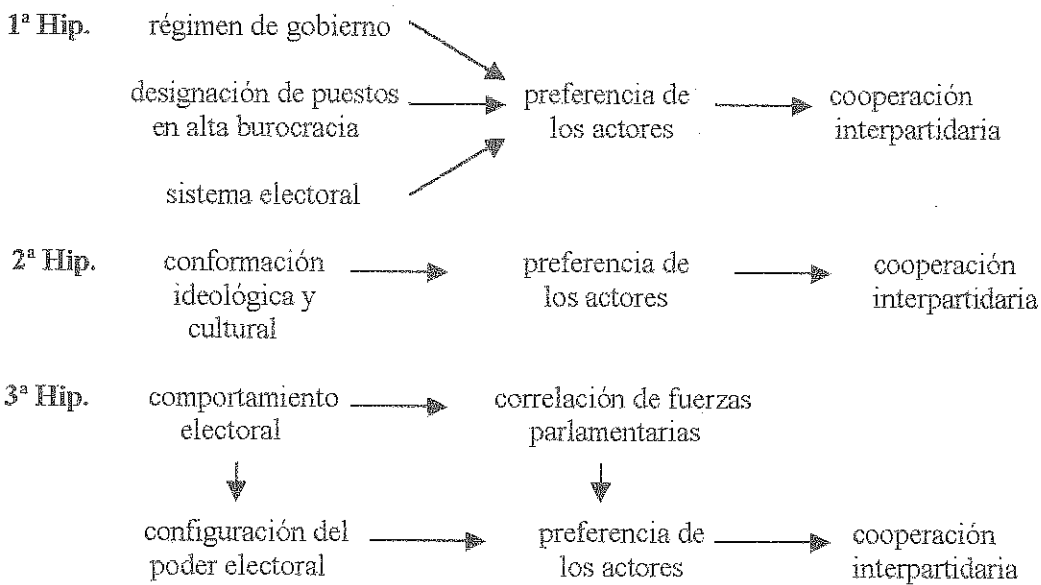 1ª Hip. régimen de gobierno
designación de puestos preferencia de cooperación
en alta burocracia los actores interpartidaria
sistema electoral
2ª Hip. conformación preferencia de cooperación
ideológica y los actores interpartidaria
cultural
3ª Hip. comportamiento correlación de fuerzas
electoral parlamentarias
configuración del preferencia de cooperación
poder electoral los actores interpartidaria